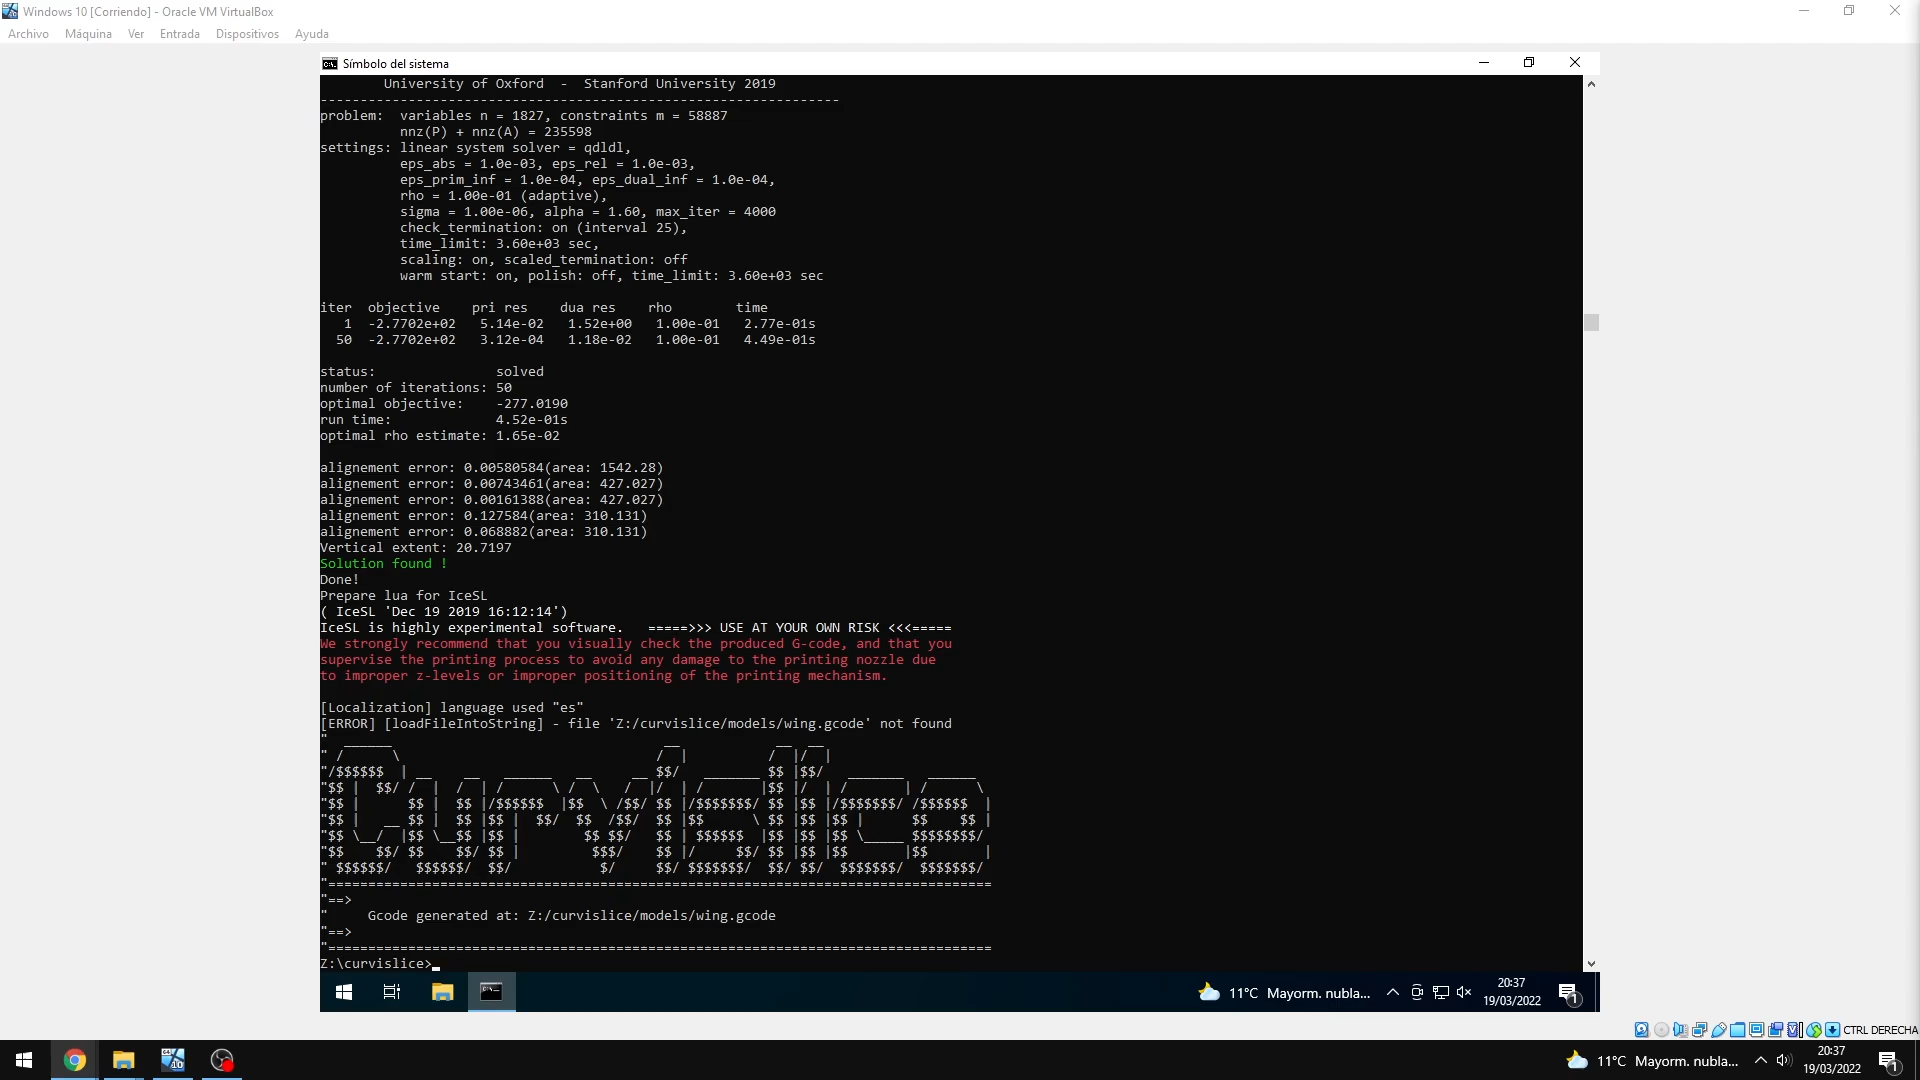 Windows 10 [Corriendo] - Oracle VM VirtualBox
Archivo Máquina Ver Entrada Dispositivos Ayuda
Símbolo del sistema
University of Oxford - Stanford University 2019
-----------------------------------------------------------------
problem: variables n = 1827, constraints m = 58887
nnz(P) + nnz(A) = 235598
settings: linear system solver = qdldl,
eps_abs = 1.0e-03, eps_rel = 1.0e-03,
eps_prim_inf = 1.0e-04, eps_dual_inf = 1.0e-04,
rho = 1.00e-01 (adaptive),
sigma = 1.00e-06, alpha = 1.60, max_iter = 4000
check_termination: on (interval 25),
time_limit: 3.60e+03 sec,
scaling: on, scaled_termination: off
warm start: on, polish: off, time_limit: 3.60e+03 sec
iter objective pri res dua res rho time
1 -2.7702e+02 5.14e-02 1.52e+00 1.00e-01 2.77e-01s
50 -2.7702e+02 3.12e-04 1.18e-02 1.00e-01 4.49e-01s
status: solved
number of iterations: 50
optimal objective: -277.0190
run time: 4.52e-01s
optimal rho estimate: 1.65e-02
alignement error: 0.00580584(area: 1542.28)
alignement error: 0.00743461(area: 427.027)
alignement error: 0.00161388(area: 427.027)
alignement error: 0.127584(area: 310.131)
alignement error: 0.068882(area: 310.131)
Vertical extent: 20.7197
Solution found !
Done!
Prepare lua for IceSL
( IceSL 'Dec 19 2019 16:12:14')
IceSL is highly experimental software. =====>>> USE AT YOUR OWN RISK <<<=====
We strongly recommend that you visually check the produced G-code, and that you
supervise the printing process to avoid any damage to the printing nozzle due
to improper z-levels or improper positioning of the printing mechanism.
[Localization] language used "es"
[ERROR] [loadFileIntoString] - file 'Z:/curvislice/models/wing.gcode' not found
Curvislice
"==>
" Gcode generated at: Z:/curvislice/models/wing.gcode
"==>
Z:\curvislice>_
11°C Mayorm. nubla...
20:37
19/03/2022
1
CTRL DERECHA
11°C Mayorm. nubla...
20:37
19/03/2022
1